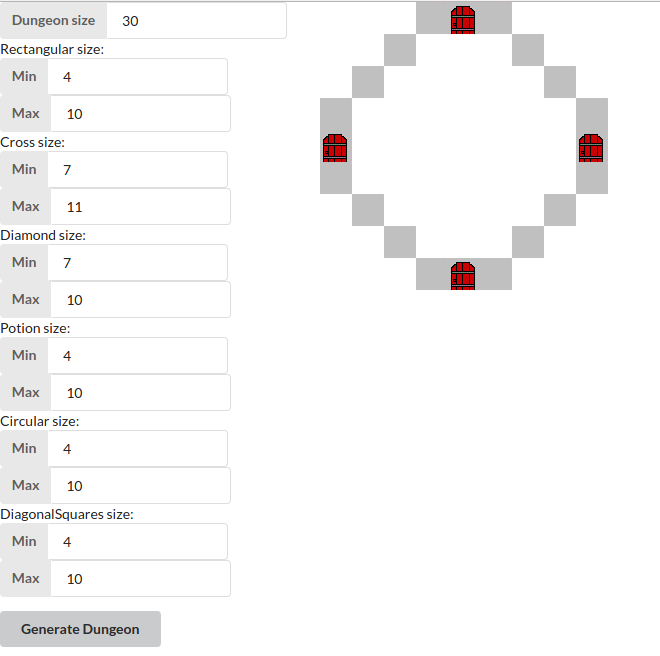 Dungeon size 30
Rectangular size:
Min 4
Max 10
Cross size:
Min 7
Max 11
Diamond size:
Min 7
Max 10
Potion size:
Min 4
Max 10
Circular size:
Min 4
Max 10
DiagonalSquares size:
Min 4
Max 10
Generate Dungeon